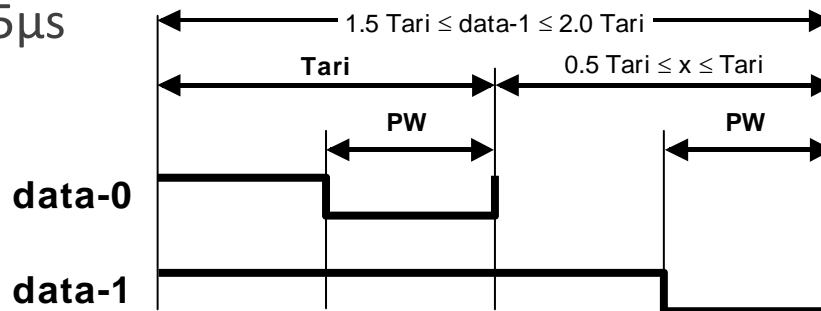 5μs
1.5 Tari ≤ data-1 ≤ 2.0 Tari
Tari
0.5 Tari ≤ x ≤ Tari
PW
PW
data-0
data-1